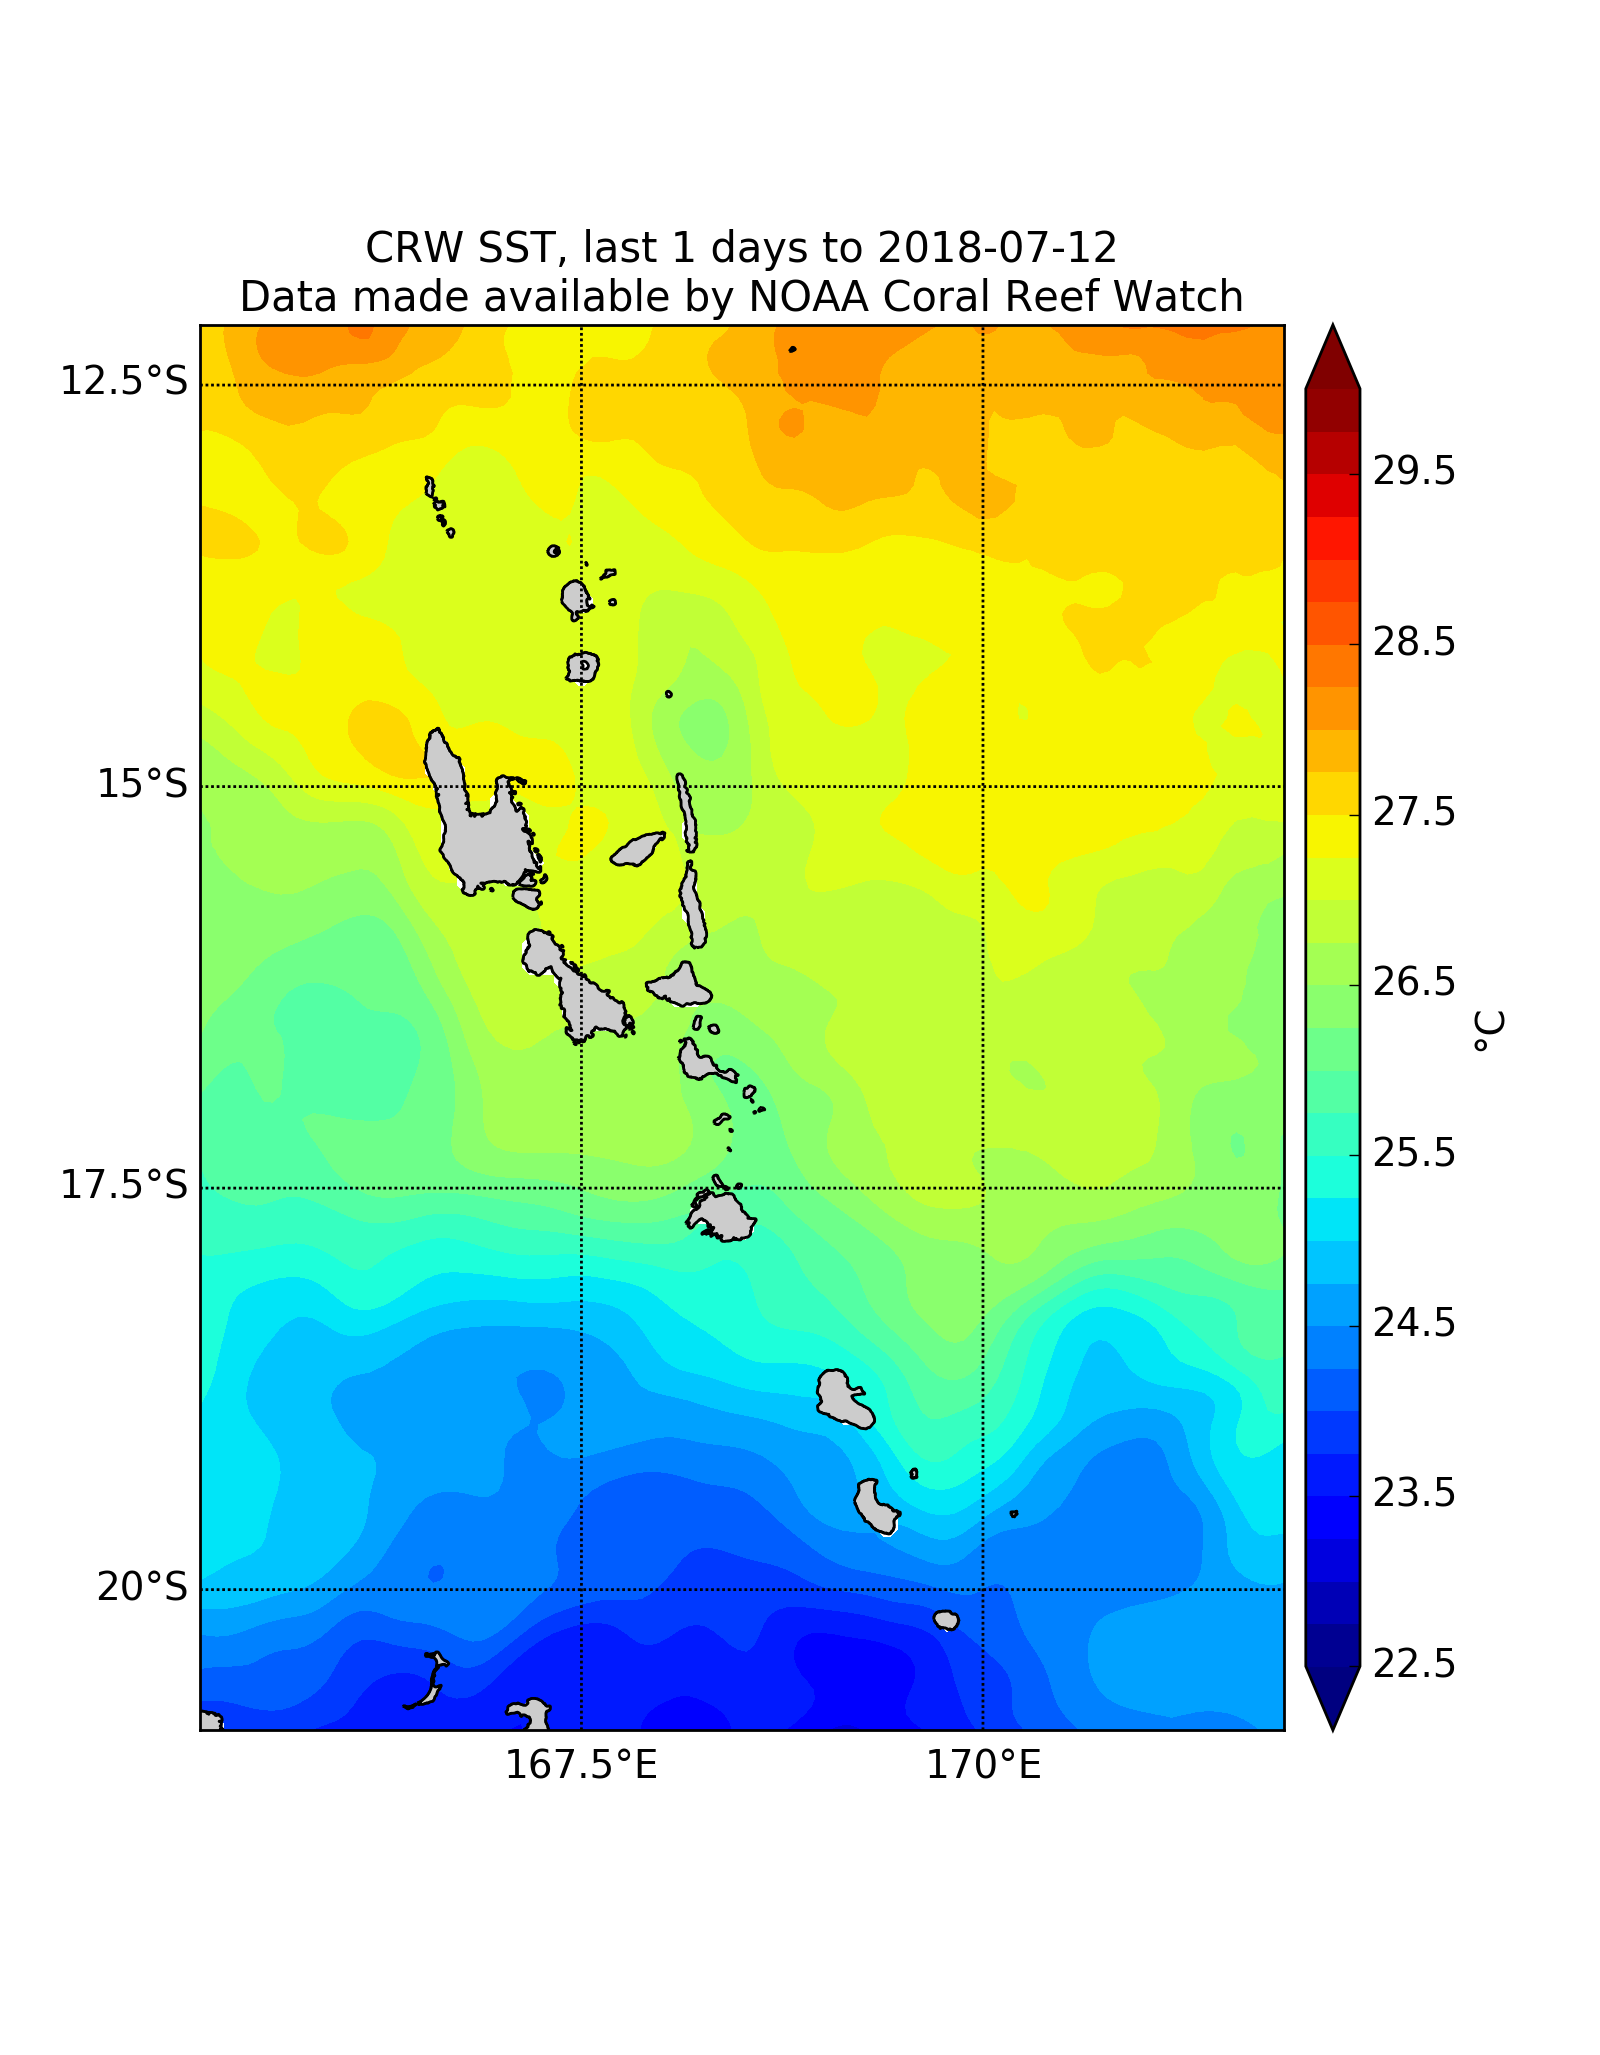 CRW SST, last 1 days to 2018-07-12
Data made available by NOAA Coral Reef Watch
12.5°S
15°S
17.5°S
20°S
167.5°E
170°E
29.5
28.5
27.5
26.5
25.5
24.5
23.5
22.5
°C